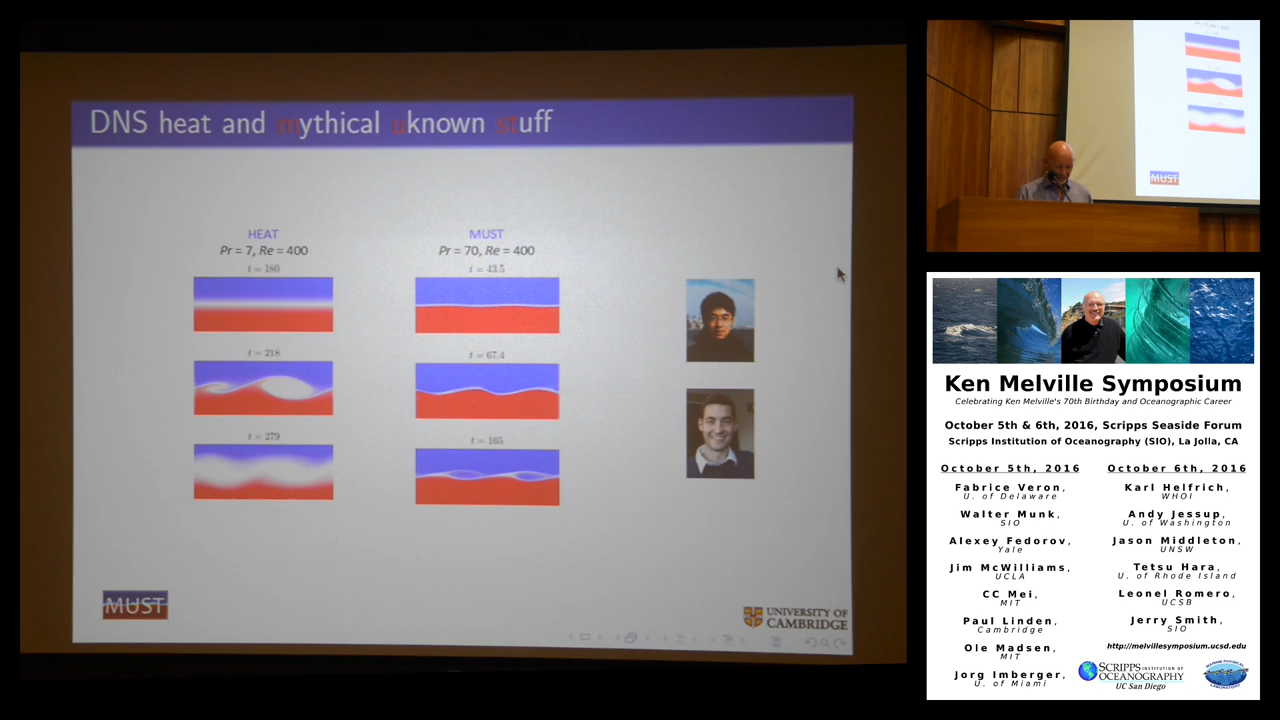 DNS heat and mythical uknown stuff
HEAT
Pr = 7, Re = 400
t = 180
t = 218
t = 279
MUST
Pr = 70, Re = 400
t = 43.5
t = 67.4
t = 165
MUST
UNIVERSITY OF
CAMBRIDGE
MUST
Ken Melville Symposium
Celebrating Ken Melville's 70th Birthday and Oceanographic Career
October 5th & 6th, 2016, Scripps Seaside Forum
Scripps Institution of Oceanography (SIO), La Jolla, CA
October 5th, 2016
Fabrice Veron,
U. of Delaware
Walter Munk,
SIO
Alexey Fedorov,
Yale
Jim McWilliams,
UCLA
CC Mei,
MIT
Paul Linden,
Cambridge
Ole Madsen,
MIT
Jorg Imberger,
U. of Miami
October 6th, 2016
Karl Helfrich,
WHOI
Andy Jessup,
U. of Washington
Jason Middleton,
UNSW
Tetsu Hara,
U. of Rhode Island
Leonel Romero,
UCSB
Jerry Smith,
SIO
http://melvillesymposium.ucsd.edu
SCRIPPS INSTITUTION OF
OCEANOGRAPHY
UC San Diego